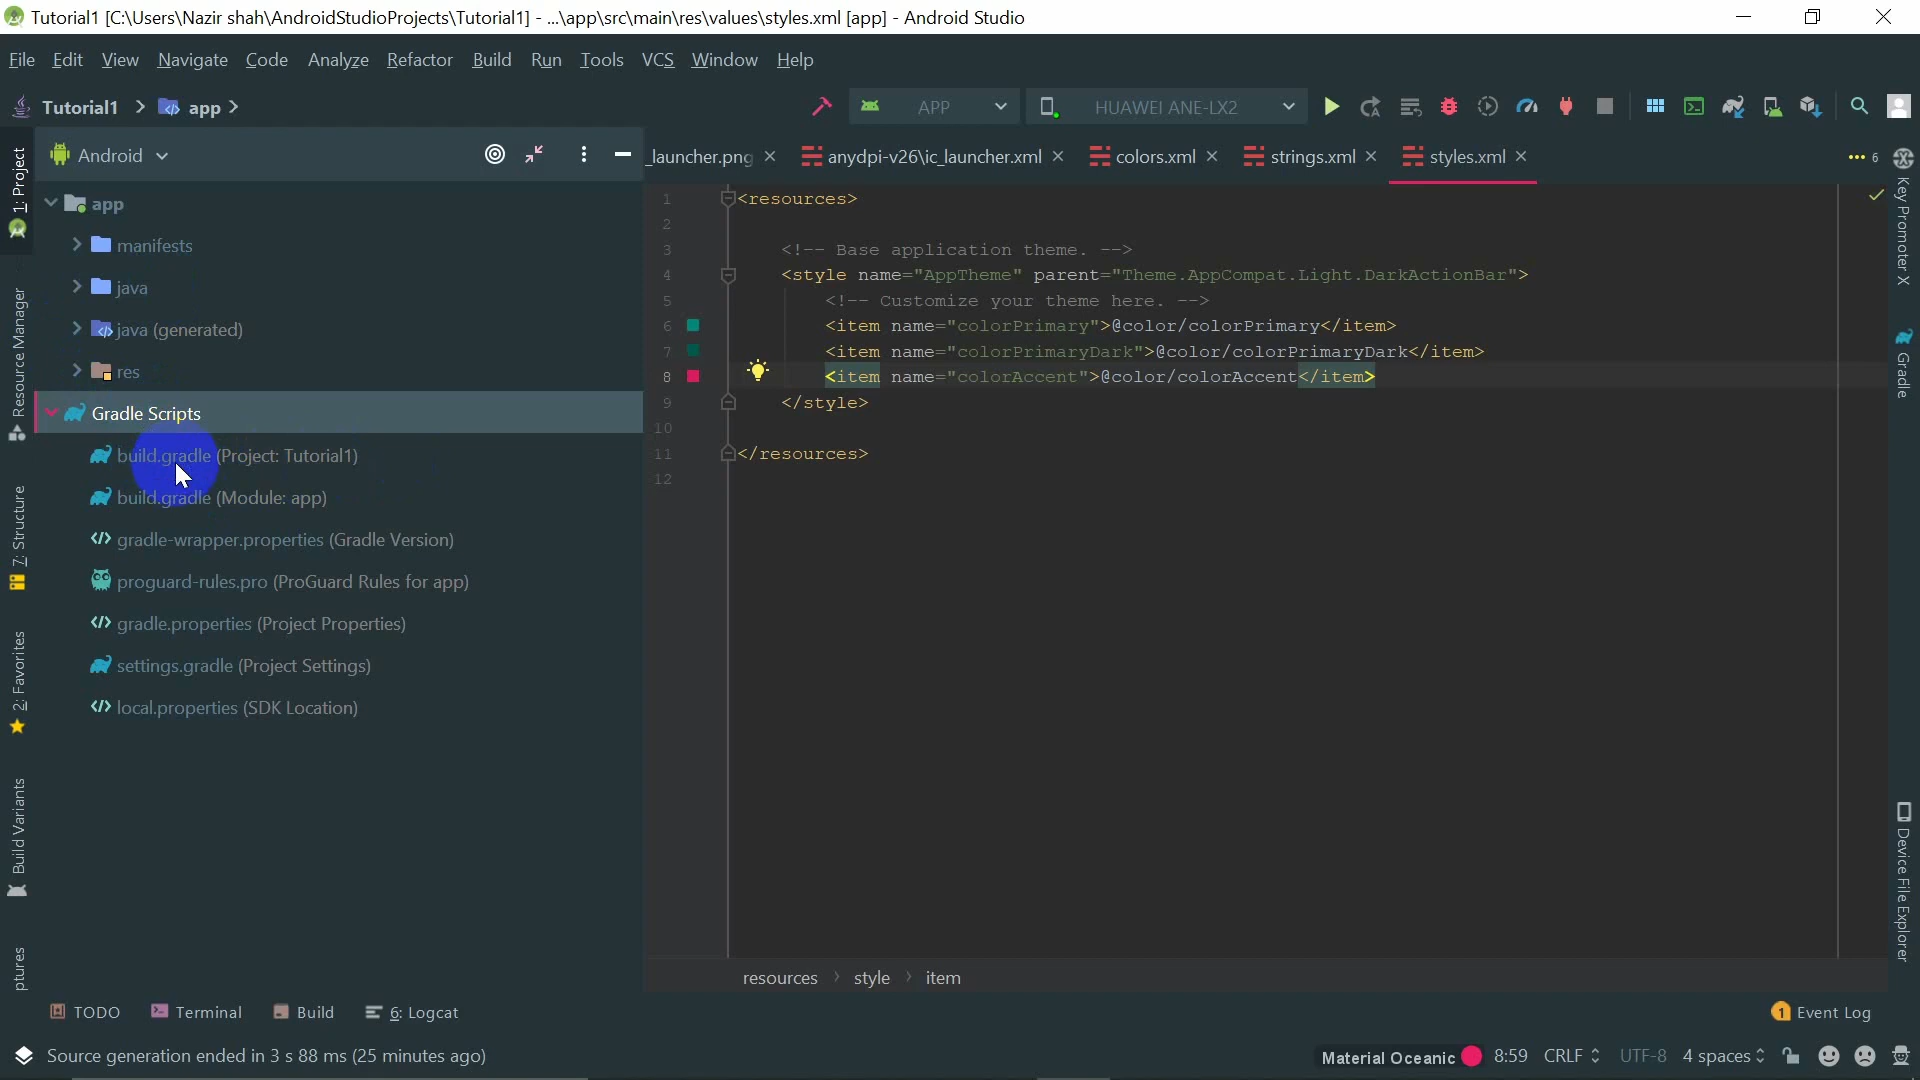 Tutorial1 [C:\Users\Nazir shah\AndroidStudioProjects\Tutorial1] - ...\app\src\main\res\values\styles.xml [app] - Android Studio
File Edit View Navigate Code Analyze Refactor Build Run Tools VCS Window Help
Tutorial1 app APP HUAWEI ANE-LX2
1: Project
Resource Manager
7: Structure
2: Favorites
Build Variants
ptures
Android
app
manifests
java
java (generated)
res
Gradle Scripts
build.gradle (Project: Tutorial1)
build.gradle (Module: app)
gradle-wrapper.properties (Gradle Version)
proguard-rules.pro (ProGuard Rules for app)
gradle.properties (Project Properties)
settings.gradle (Project Settings)
local.properties (SDK Location)
_launcher.png anydpi-v26\ic_launcher.xml colors.xml strings.xml styles.xml 6
1 <resources>
2
3 <!-- Base application theme. -->
4 <style name="AppTheme" parent="Theme.AppCompat.Light.DarkActionBar">
5 <!-- Customize your theme here. -->
6 <item name="colorPrimary">@color/colorPrimary</item>
7 <item name="colorPrimaryDark">@color/colorPrimaryDark</item>
8 <item name="colorAccent">@color/colorAccent</item>
9 </style>
10
11 </resources>
12
resources style item
Key Promoter X
Gradle
Device File Explorer
TODO Terminal Build 6: Logcat 1 Event Log
Source generation ended in 3 s 88 ms (25 minutes ago) Material Oceanic 8:59 CRLF UTF-8 4 spaces